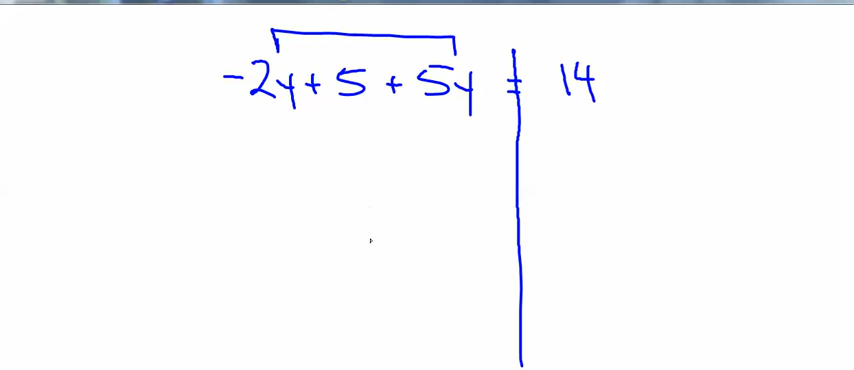 -2y + 5 + 5y = 14